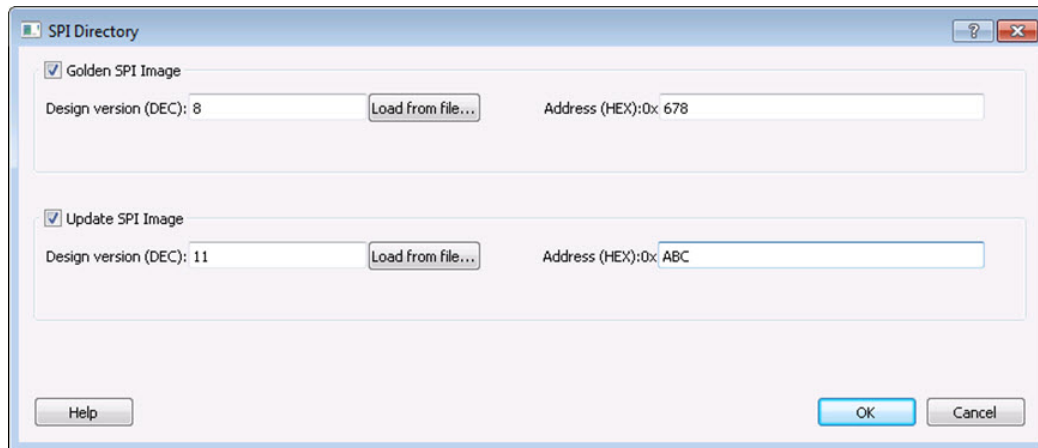 SPI Directory
Golden SPI Image
Design version (DEC): 8 Load from file... Address (HEX):0x 678
Update SPI Image
Design version (DEC): 11 Load from file... Address (HEX):0x ABC
Help OK Cancel